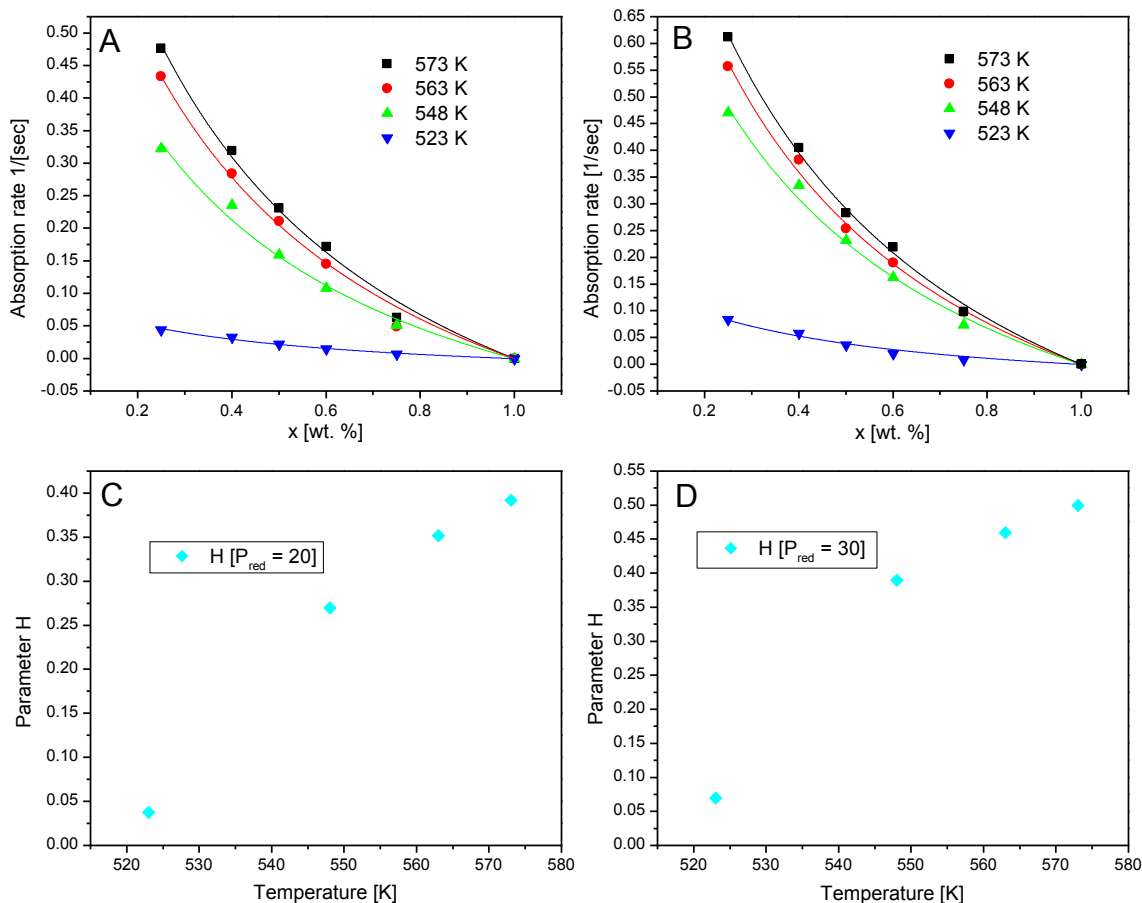 A
573 K
563 K
548 K
523 K
Absorption rate 1/[sec]
0.50
0.45
0.40
0.35
0.30
0.25
0.20
0.15
0.10
0.05
0.00
-0.05
0.2 0.4 0.6 0.8 1.0
x [wt. %]
B
573 K
563 K
548 K
523 K
Absorption rate [1/sec]
0.65
0.60
0.55
0.50
0.45
0.40
0.35
0.30
0.25
0.20
0.15
0.10
0.05
0.00
-0.05
0.2 0.4 0.6 0.8 1.0
x [wt. %]
C
H [Pred = 20]
Parameter H
0.40
0.35
0.30
0.25
0.20
0.15
0.10
0.05
0.00
520 530 540 550 560 570 580
Temperature [K]
D
H [Pred = 30]
Parameter H
0.55
0.50
0.45
0.40
0.35
0.30
0.25
0.20
0.15
0.10
0.05
0.00
520 530 540 550 560 570 580
Temperature [K]